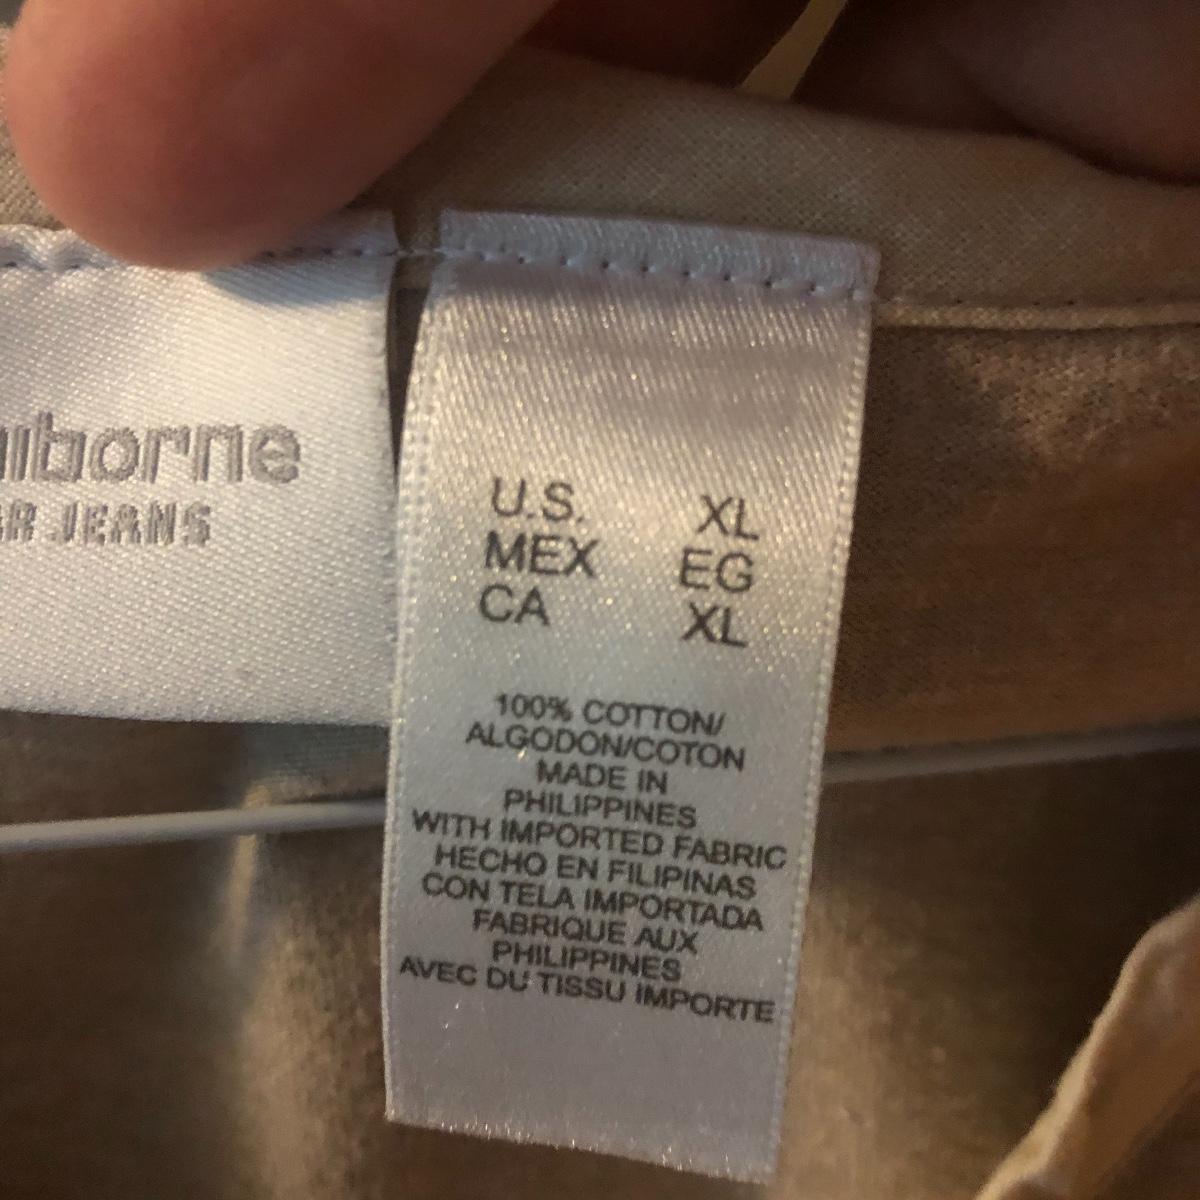 iborne
R JEANS
U.S. XL
MEX EG
CA XL
100% COTTON/
ALGODON/COTON
MADE IN
PHILIPPINES
WITH IMPORTED FABRIC
HECHO EN FILIPINAS
CON TELA IMPORTADA
FABRIQUE AUX
PHILIPPINES
AVEC DU TISSU IMPORTE